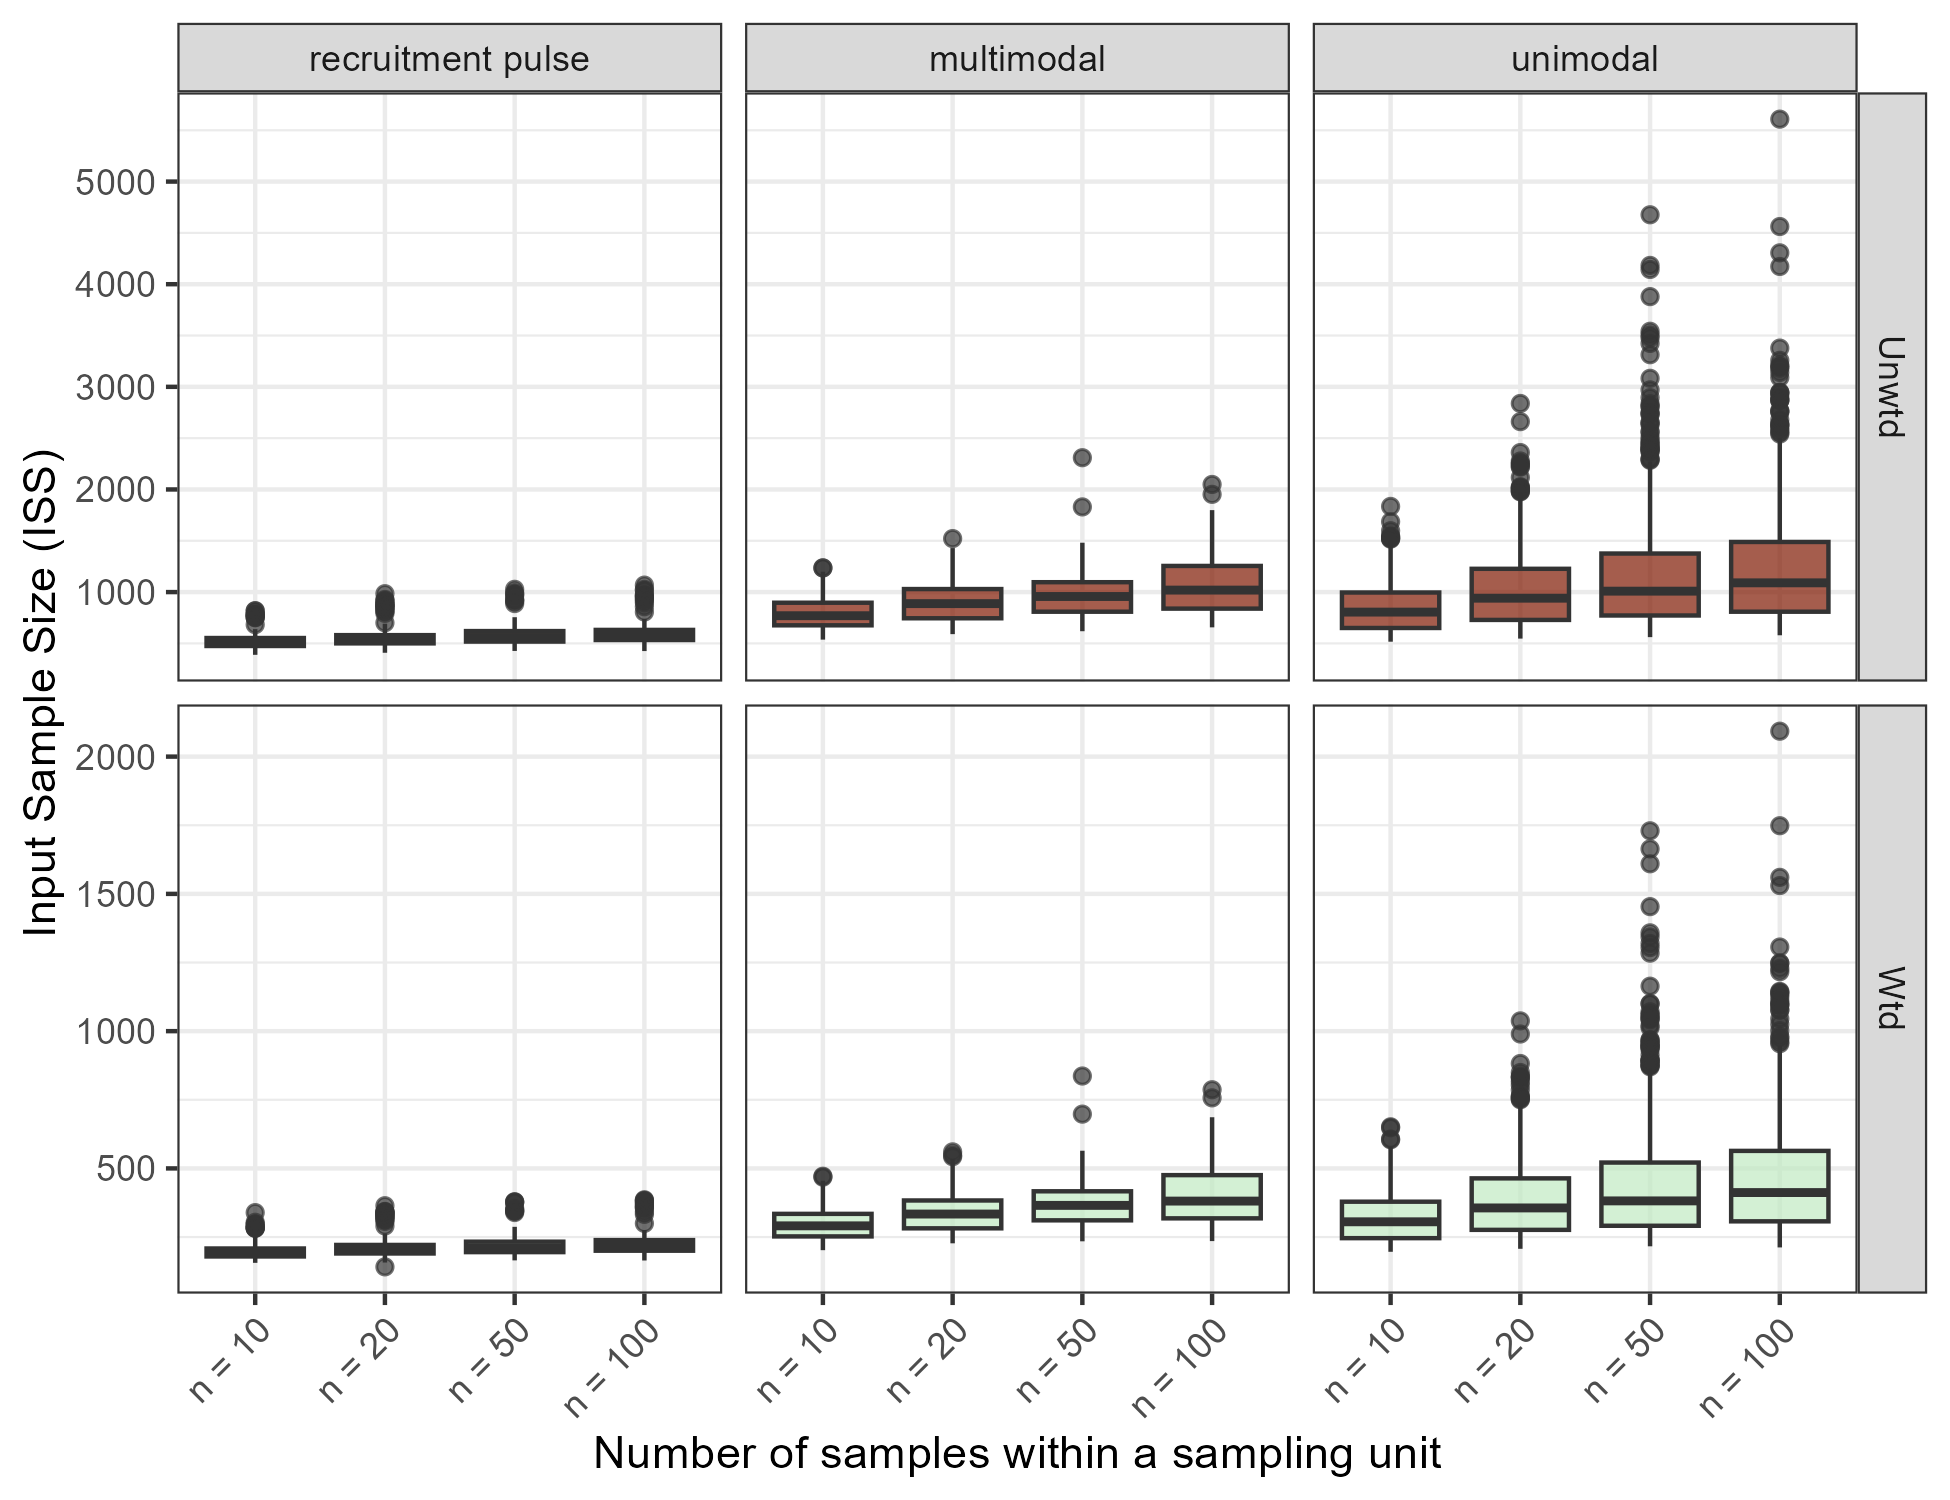 recruitment pulse
multimodal
unimodal
Input Sample Size (ISS)
5000
4000
3000
2000
1000
Unwtd
2000
1500
1000
500
Wtd
n = 10
n = 20
n = 50
n = 100
n = 10
n = 20
n = 50
n = 100
n = 10
n = 20
n = 50
n = 100
Number of samples within a sampling unit